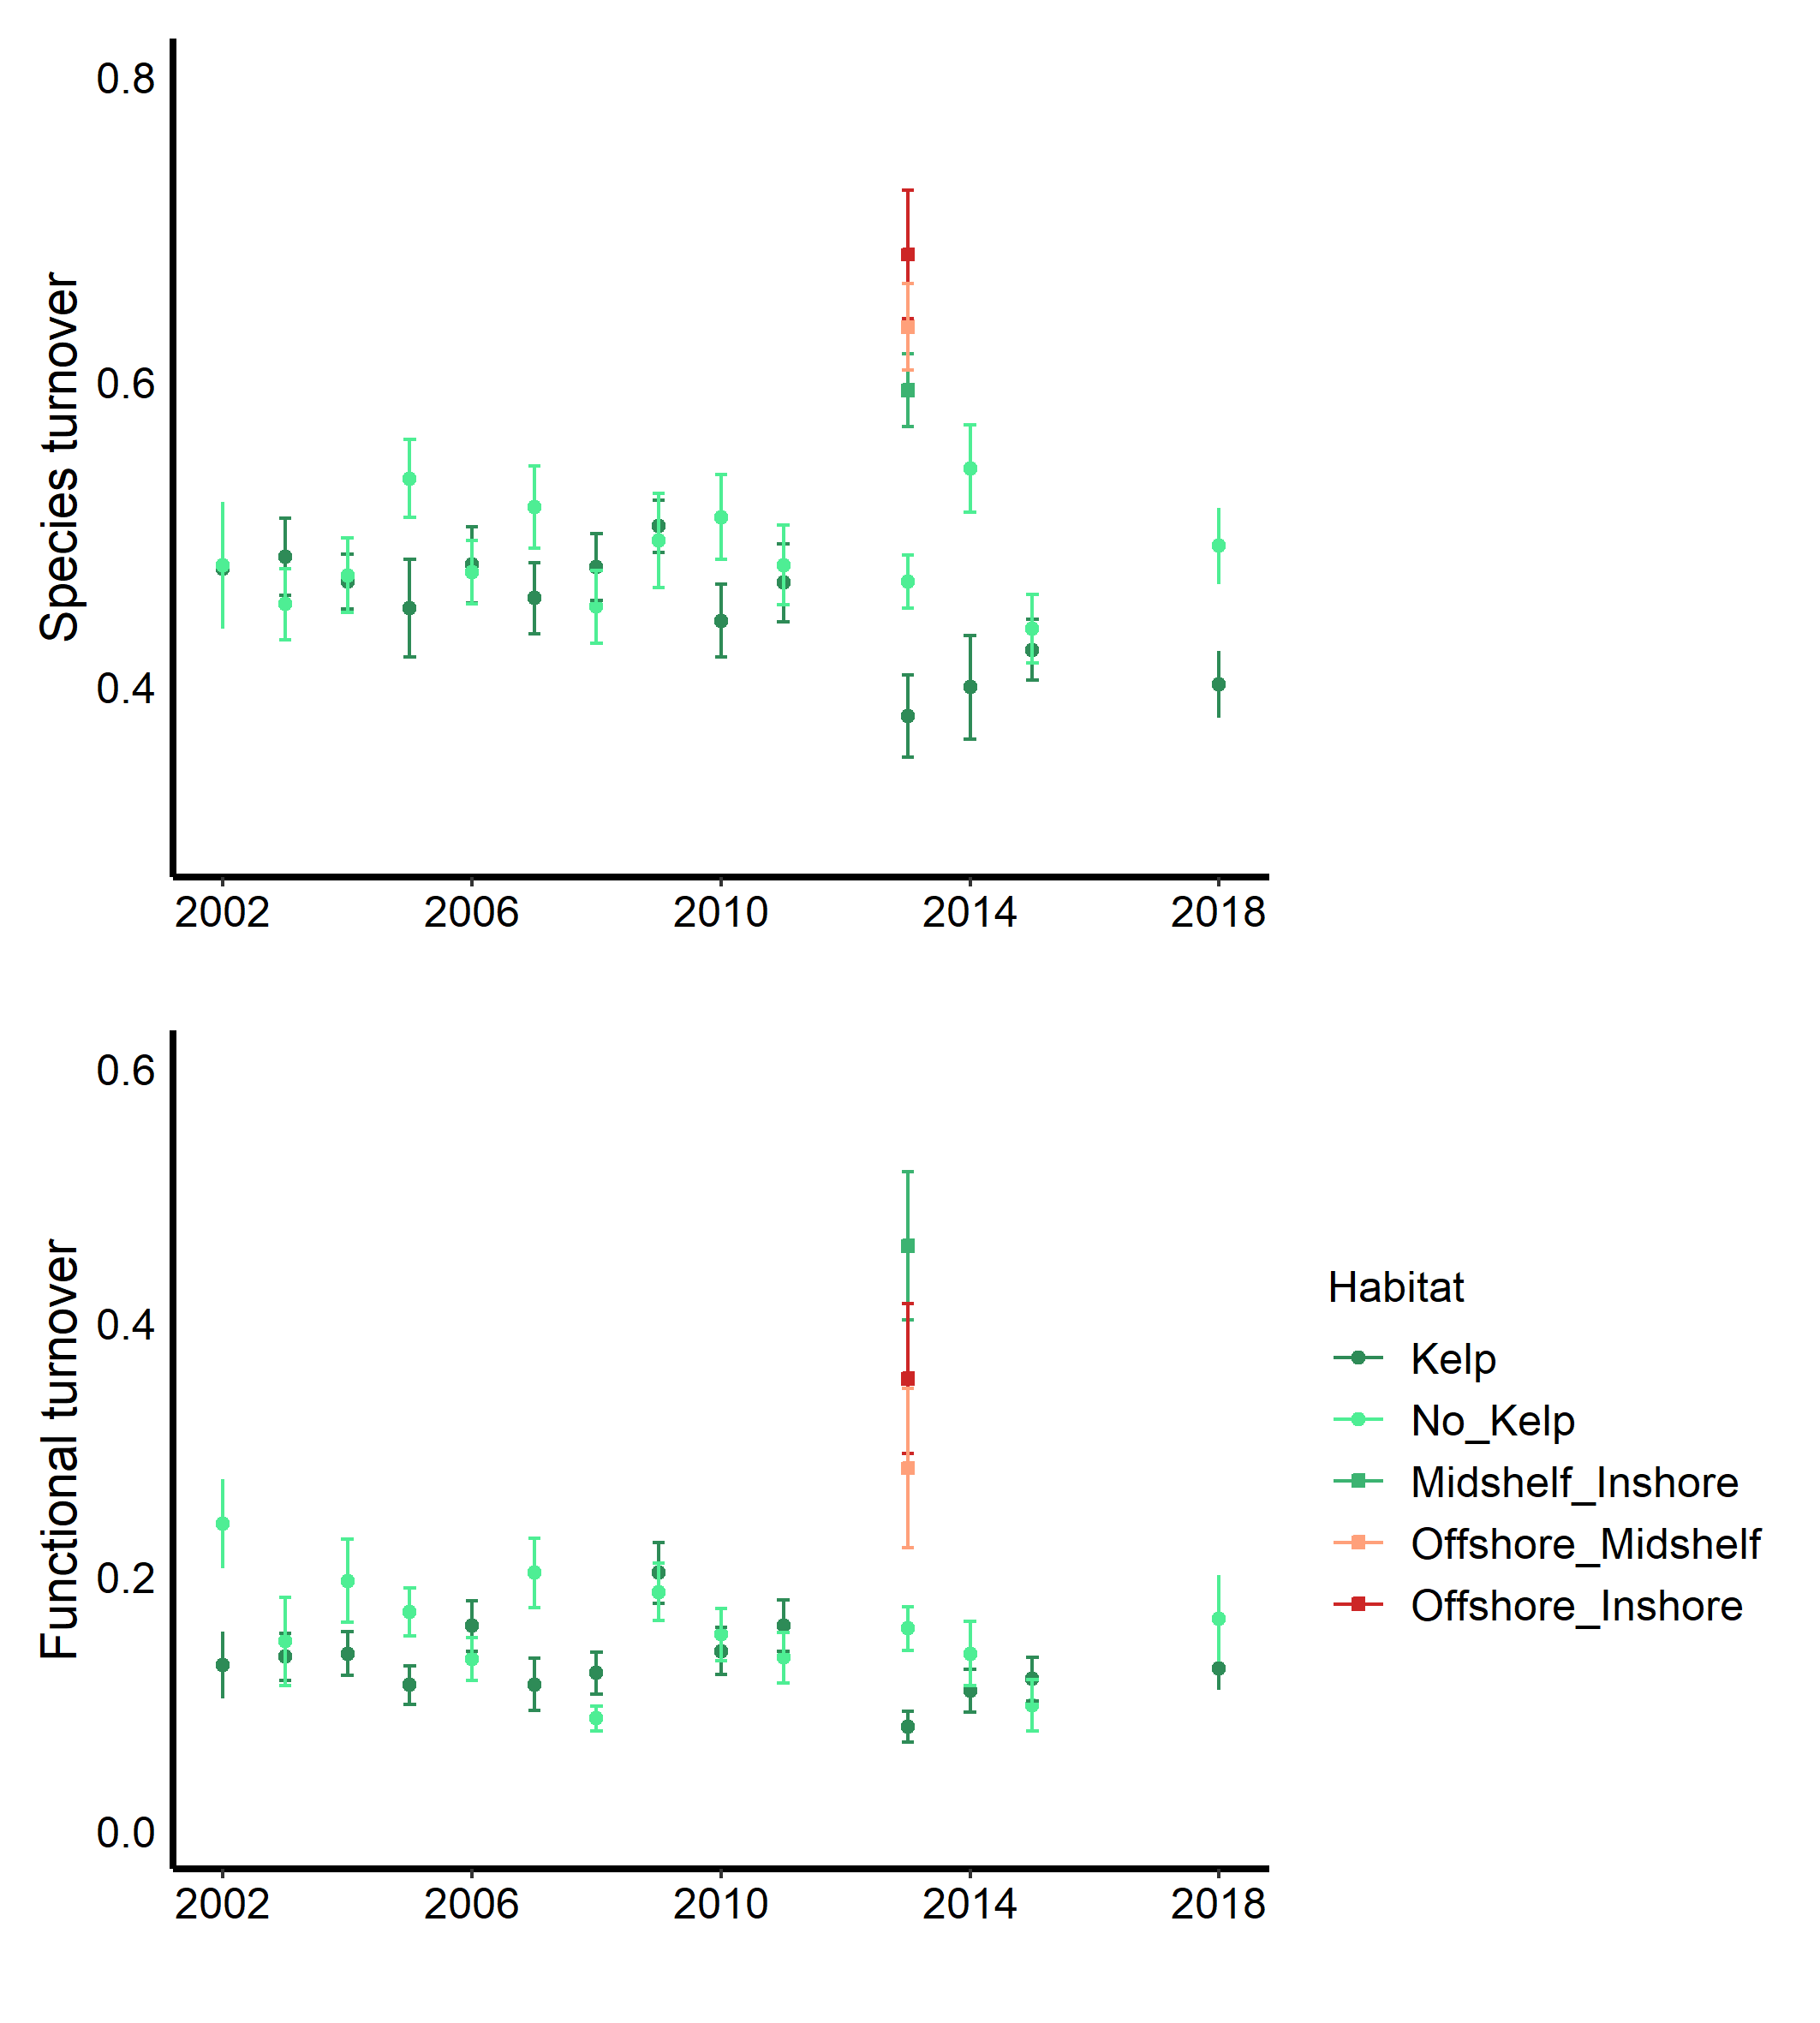 Species turnover
0.8
0.6
0.4
2002 2006 2010 2014 2018
Functional turnover
0.6
0.4
0.2
0.0
2002 2006 2010 2014 2018
Habitat
Kelp
No_Kelp
Midshelf_Inshore
Offshore_Midshelf
Offshore_Inshore